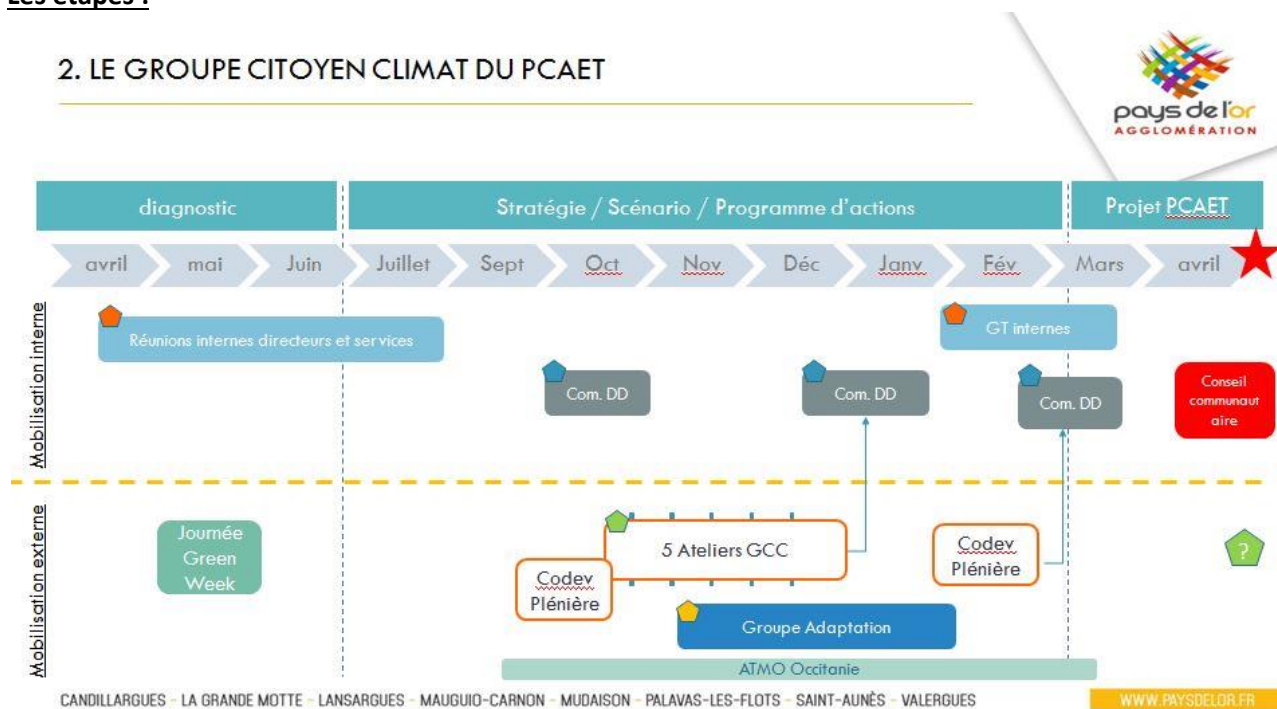 Les étapes :
2. LE GROUPE CITOYEN CLIMAT DU PCAET
pays de l'or
AGGLOMÉRATION
diagnostic
Stratégie / Scénario / Programme d'actions
Projet PCAET
avril
mai
Juin
Juillet
Sept
Oct
Nov
Déc
Janv
Fév
Mars
avril
Mobilisation interne
Réunions internes directeurs et services
GT internes
Com. DD
Com. DD
Com. DD
Conseil
communaut
aire
Mobilisation externe
Journée
Green
Week
5 Ateliers GCC
Codev
Plénière
Codev
Plénière
?
Groupe Adaptation
ATMO Occitanie
CANDILLARGUES - LA GRANDE MOTTE - LANSARGUES - MAUGUIO-CARNON - MUDAISON - PALAVAS-LES-FLOTS - SAINT-AUNÈS - VALERGUES
WWW.PAYSDELOR.FR